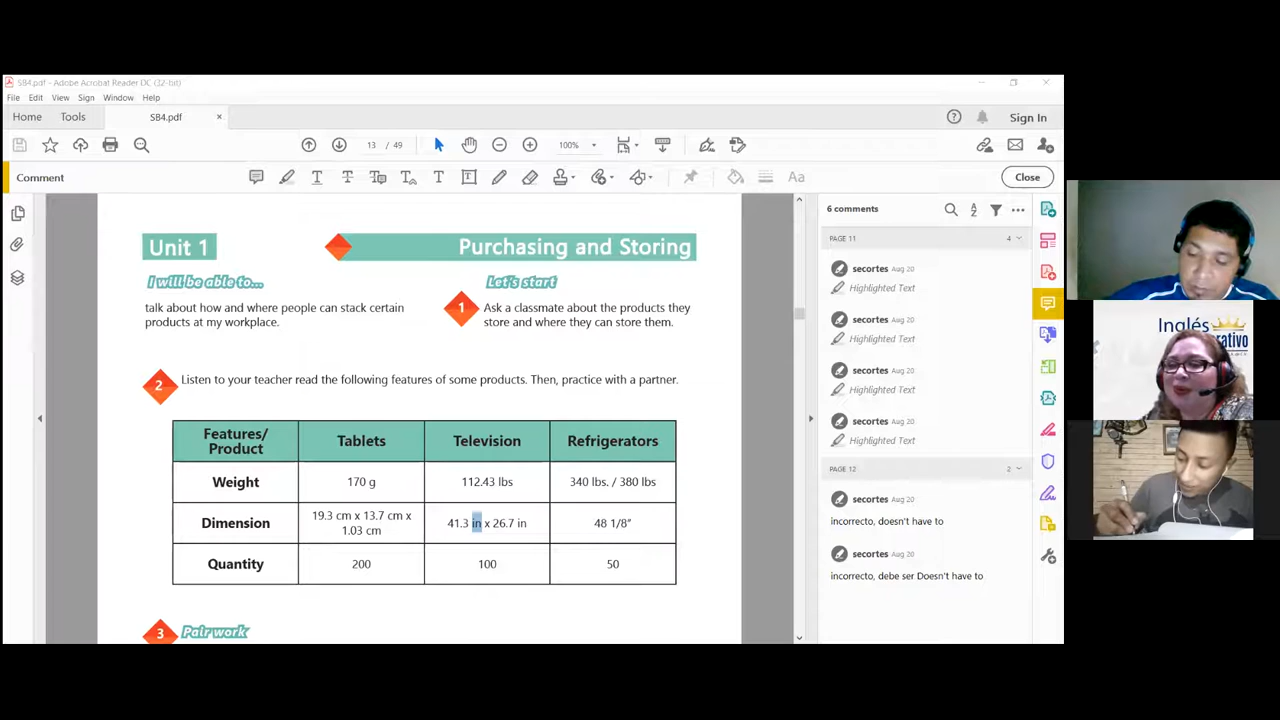 SB4.pdf - Adobe Acrobat Reader DC (32-bit)
File Edit View Sign Window Help
Home Tools SB4.pdf × Sign In
13 / 49 100%
Comment Aa Close
Unit 1 Purchasing and Storing
I will be able to...
talk about how and where people can stack certain
products at my workplace.
Let's start
1 Ask a classmate about the products they
store and where they can store them.
2 Listen to your teacher read the following features of some products. Then, practice with a partner.
Features/ Product Tablets Television Refrigerators
Weight 170 g 112.43 lbs 340 lbs. / 380 lbs
Dimension 19.3 cm x 13.7 cm x 1.03 cm 41.3 in x 26.7 in 48 1/8"
Quantity 200 100 50
3 Pair work
6 comments
PAGE 11 4
secortes Aug 20
Highlighted Text
secortes Aug 20
Highlighted Text
secortes Aug 20
Highlighted Text
secortes Aug 20
Highlighted Text
PAGE 12 2
secortes Aug 20
incorrecto, doesn't have to
secortes Aug 20
incorrecto, debe ser Doesn't have to
Inglés